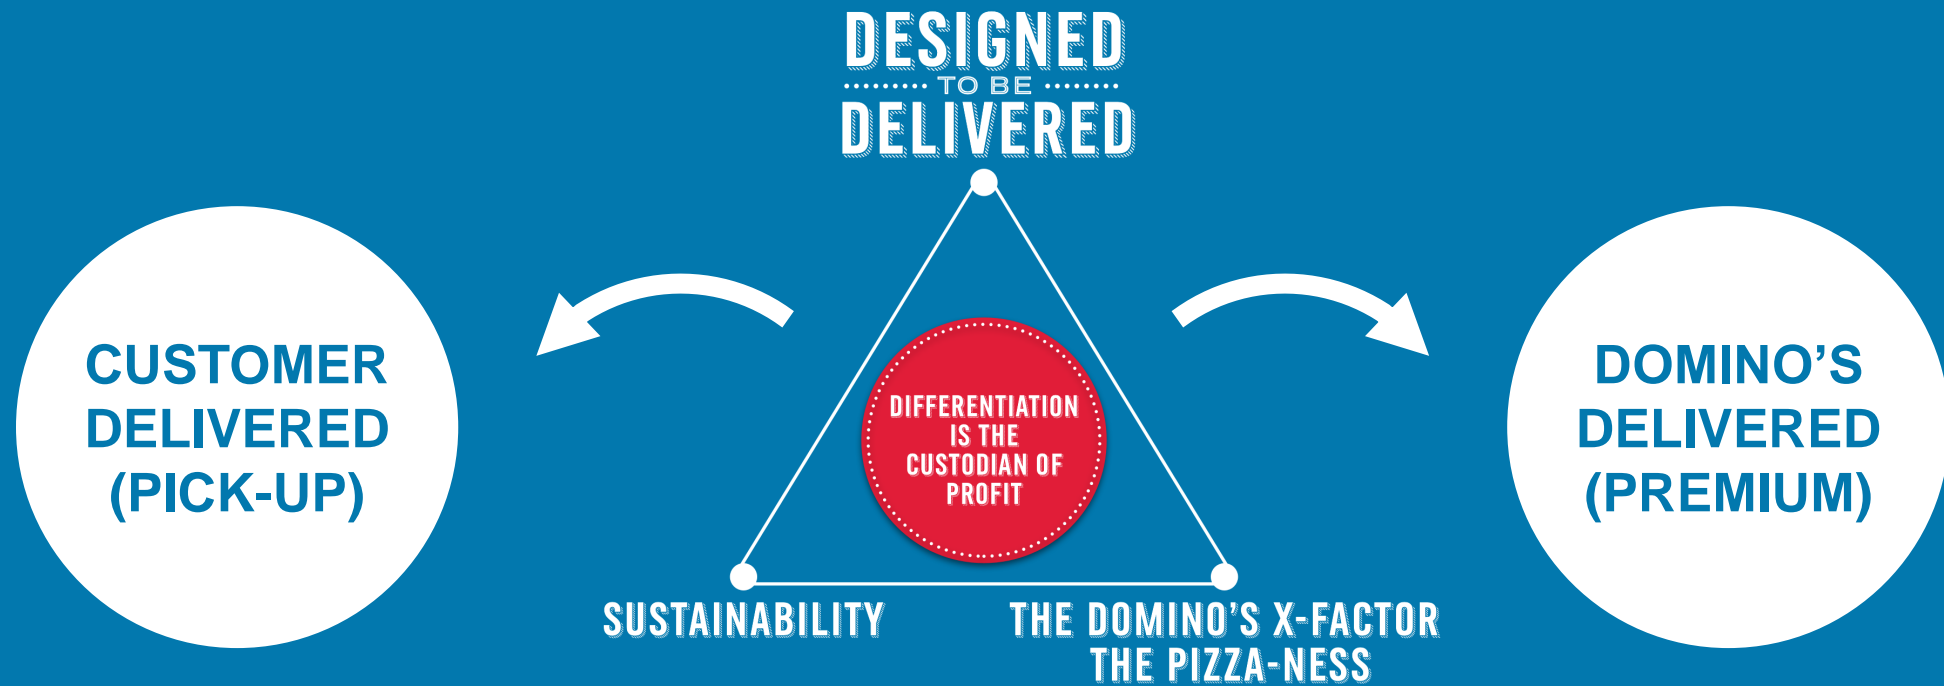 DESIGNED
TO BE
DELIVERED
CUSTOMER
DELIVERED
(PICK-UP)
DIFFERENTIATION
IS THE
CUSTODIAN OF
PROFIT
DOMINO’S
DELIVERED
(PREMIUM)
SUSTAINABILITY
THE DOMINO’S X-FACTOR
THE PIZZA-NESS